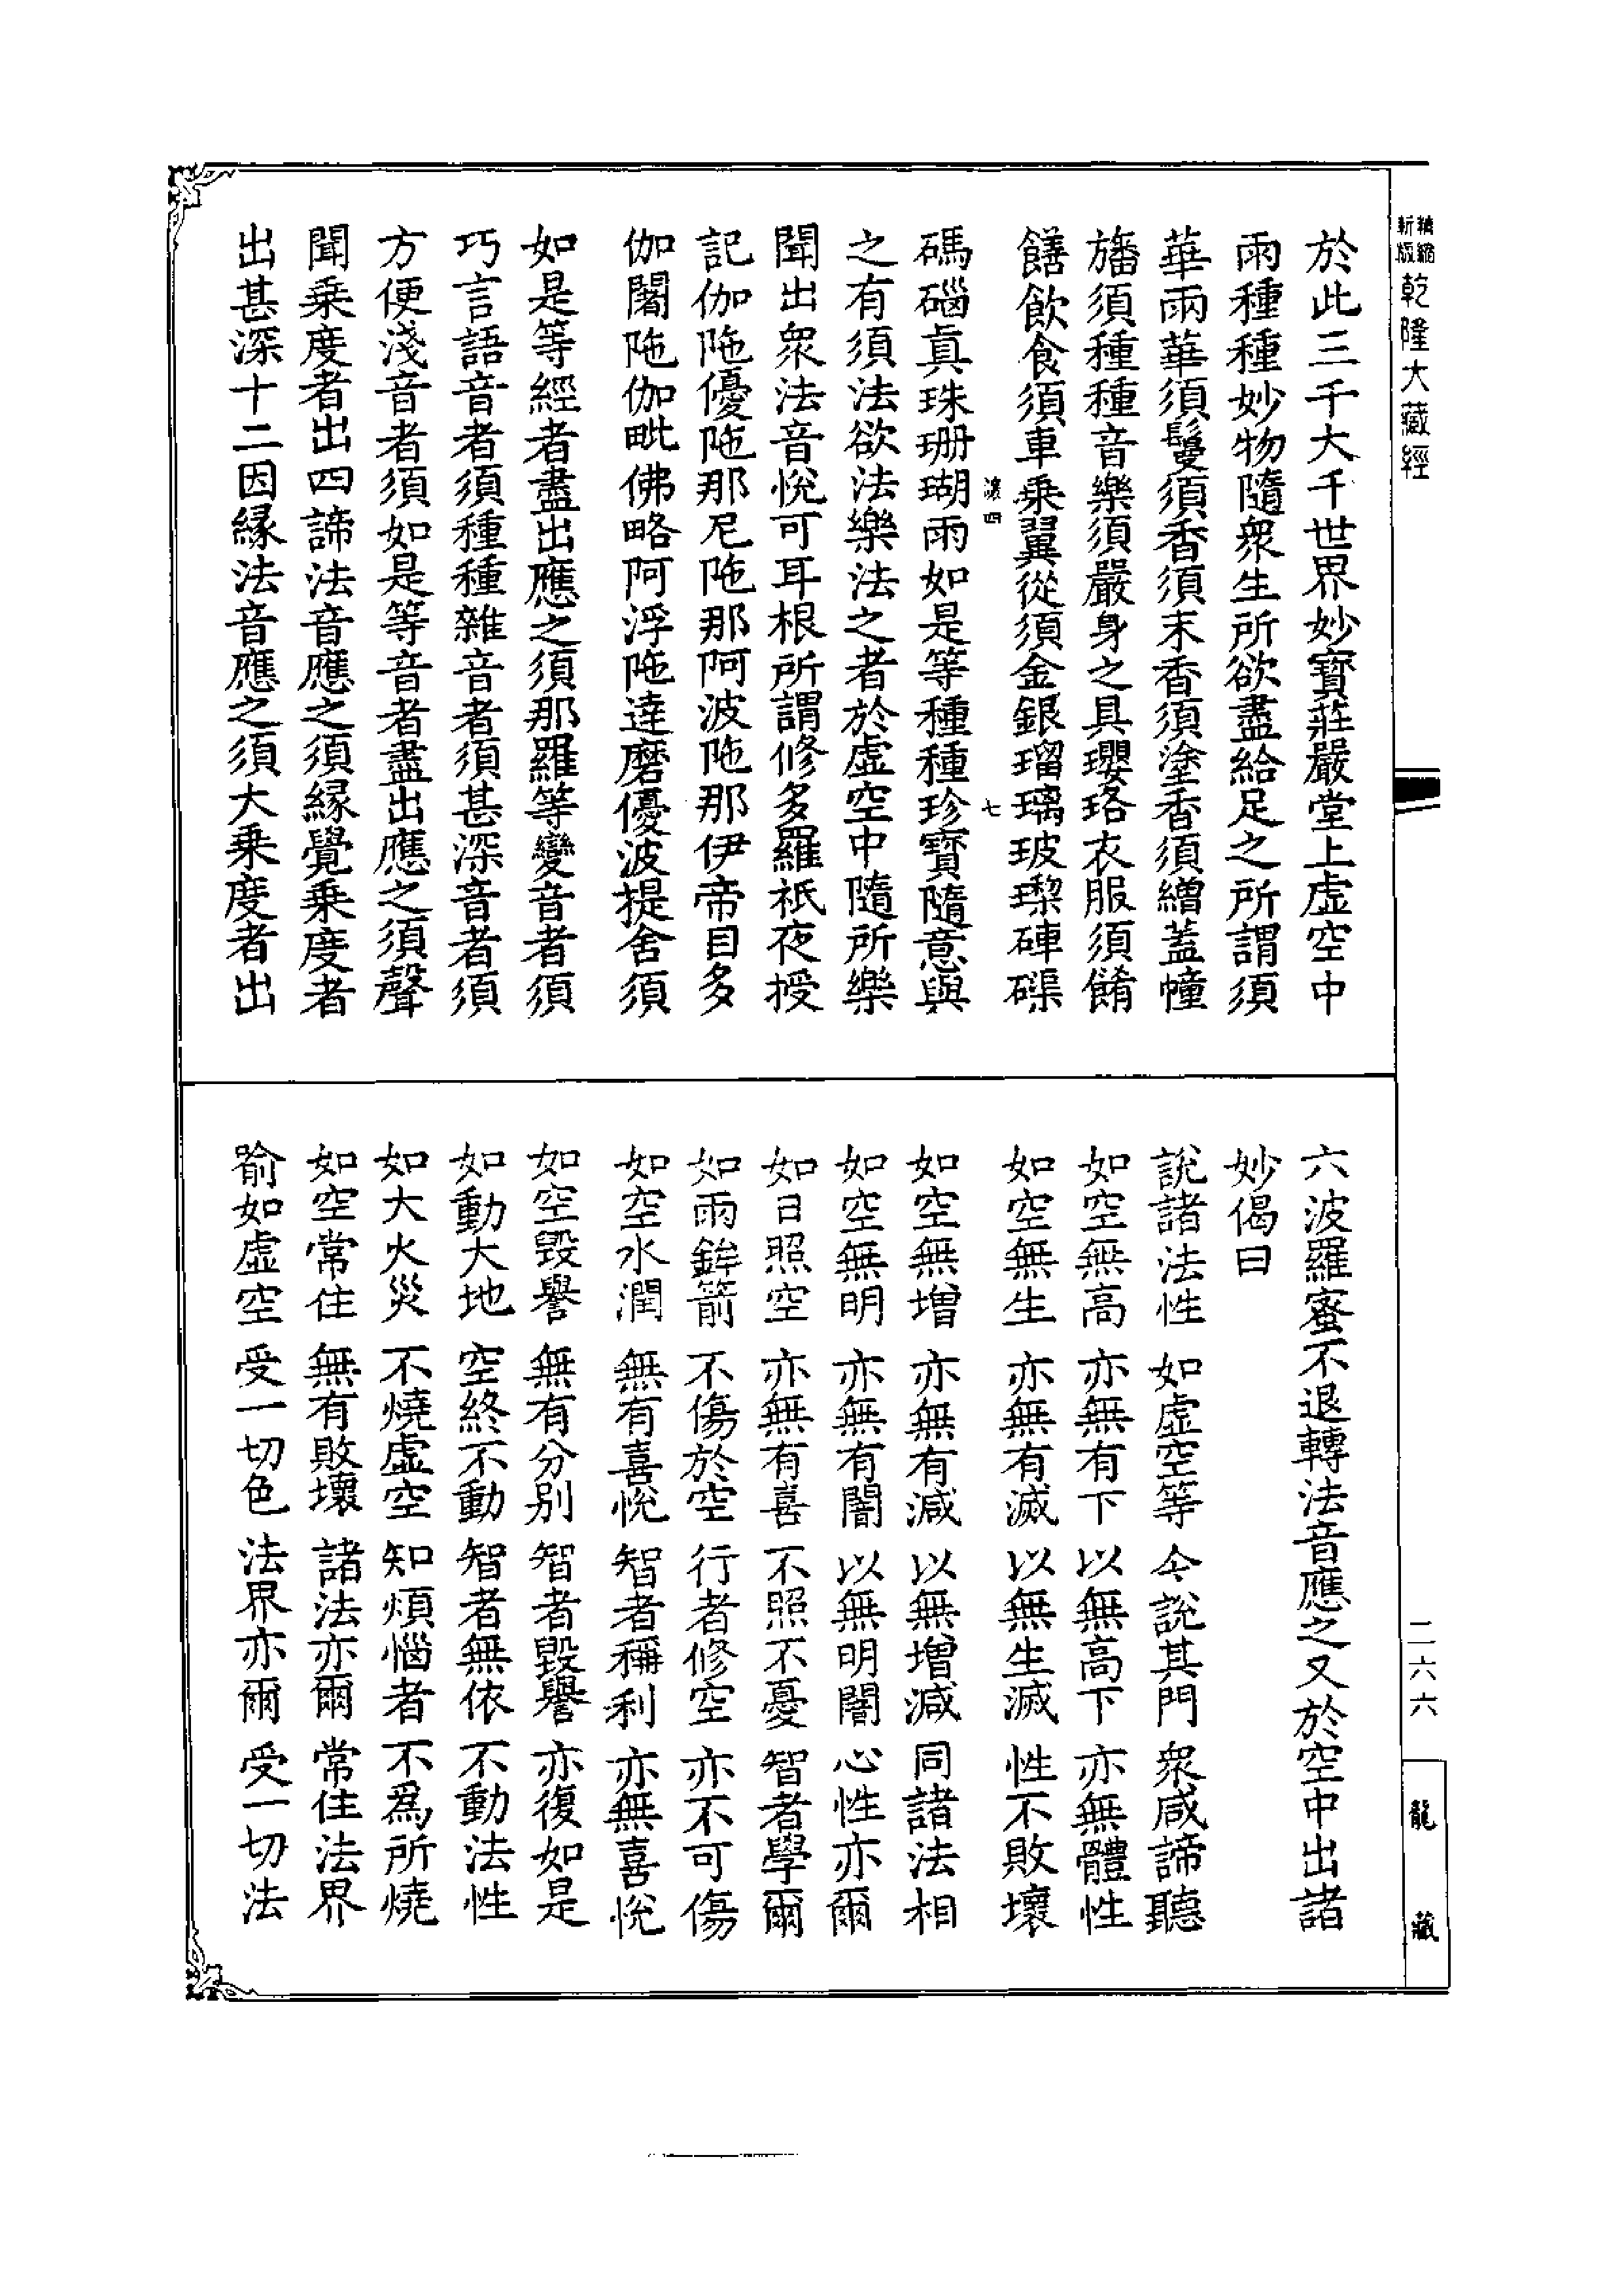 於此三千大千世界妙寶莊嚴堂上虛空中
雨種種妙物隨衆生所欲盡給足之所謂須
華雨華須鬘須香須末香須塗香須繒蓋幢
旛須種種音樂須嚴身之具瓔珞衣服須餚
饍飲食須車乗翼從須金銀瑠璃玻瓈硨磲
碼碯眞珠珊瑚雨如是等種種珍寶隨意與
之有須法欲法樂法之者於虛空中隨所樂
聞出衆法音悅可耳根所謂修多羅祇夜授
記伽陁優陁那尼陁那阿波陁那伊帝目多
伽闍陁伽毗佛略阿浮陁達磨優波提舍須
如是等經者盡出應之須那羅等變音者須
巧言語音者須種種雜音者須甚深音者須
方便淺音者須如是等音者盡出應之須聲
聞乗度者出四諦法音應之須緣覺乗度者
出甚深十二因緣法音應之須大乗度者出
六波羅蜜不退轉法音應之又於空中出諸
妙偈曰
說諸法性 如虛空等 今說其門 衆咸諦聽
如空無高 亦無有下 以無高下 亦無體性
如空無生 亦無有滅 以無生滅 性不敗壞
如空無增 亦無有減 以無增減 同諸法相
如空無明 亦無有闇 以無明闇 心性亦爾
如日照空 亦無有喜 不照不憂 智者學爾
如雨鉾箭 不傷於空 行者修空 亦不可傷
如空水潤 無有喜悅 智者稱利 亦無喜悅
如空毀譽 無有分別 智者毀譽 亦復如是
如動大地 空終不動 智者無依 不動法性
如大火災 不燒虛空 知煩惱者 不爲所燒
如空常住 無有敗壞 諸法亦爾 常住法界
喻如虛空 受一切色 法界亦爾 受一切法
四
七
新版 縮 乾隆大藏經
二六六
龍藏